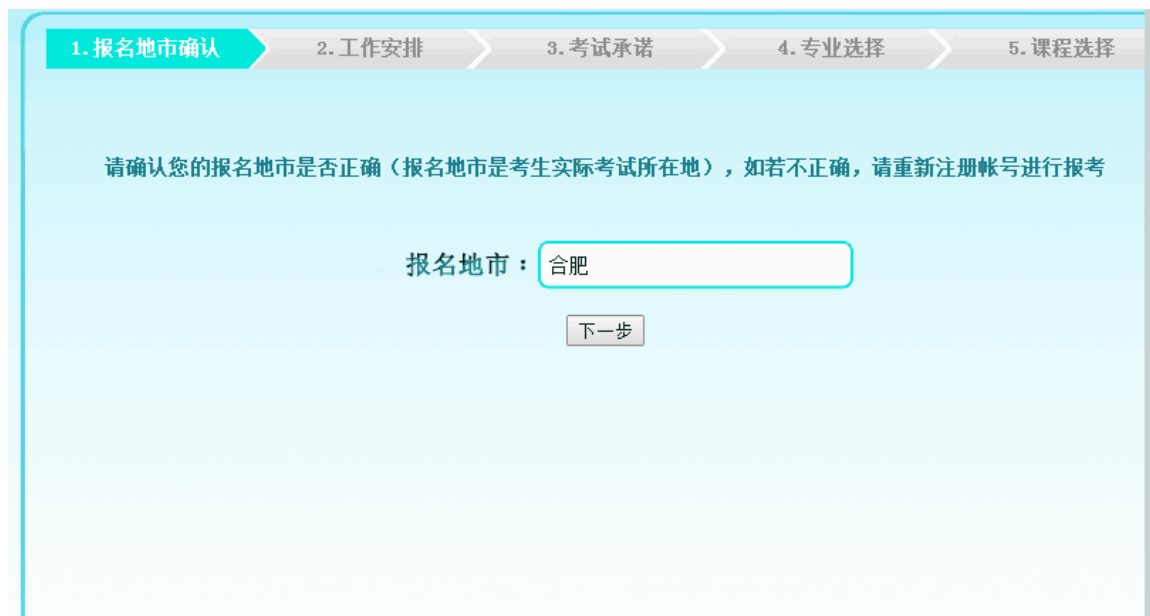 1.报名地市确认 2.工作安排 3.考试承诺 4.专业选择 5.课程选择
请确认您的报名地市是否正确（报名地市是考生实际考试所在地），如若不正确，请重新注册帐号进行报考
报名地市：合肥
下一步